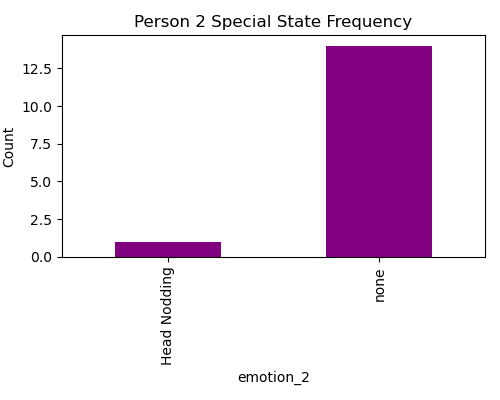 Person 2 Special State Frequency
Count
12.5
10.0
7.5
5.0
2.5
0.0
Head Nodding
none
emotion_2